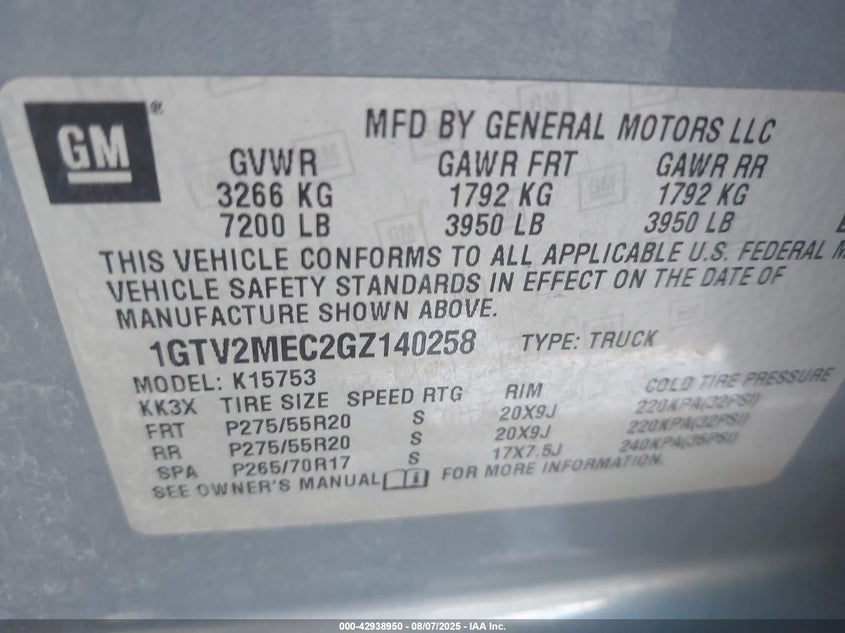 GM®
MFD BY GENERAL MOTORS LLC
GVWR GAWR FRT GAWR RR
3266 KG 1792 KG 1792 KG
7200 LB 3950 LB 3950 LB
THIS VEHICLE CONFORMS TO ALL APPLICABLE U.S. FEDERAL M
VEHICLE SAFETY STANDARDS IN EFFECT ON THE DATE OF
MANUFACTURE SHOWN ABOVE.
1GTV2MEC2GZ140258 TYPE: TRUCK
MODEL: K15753
KK3X TIRE SIZE SPEED RTG RIM COLD TIRE PRESSURE
FRT P275/55R20 S 20X9J 220KPA(32PSI)
RR P275/55R20 S 20X9J 220KPA(32PSI)
SPA P265/70R17 S 17X7.5J 240KPA(35PSI)
SEE OWNER'S MANUAL FOR MORE INFORMATION.
000-42938950 - 08/07/2025 - IAA Inc.